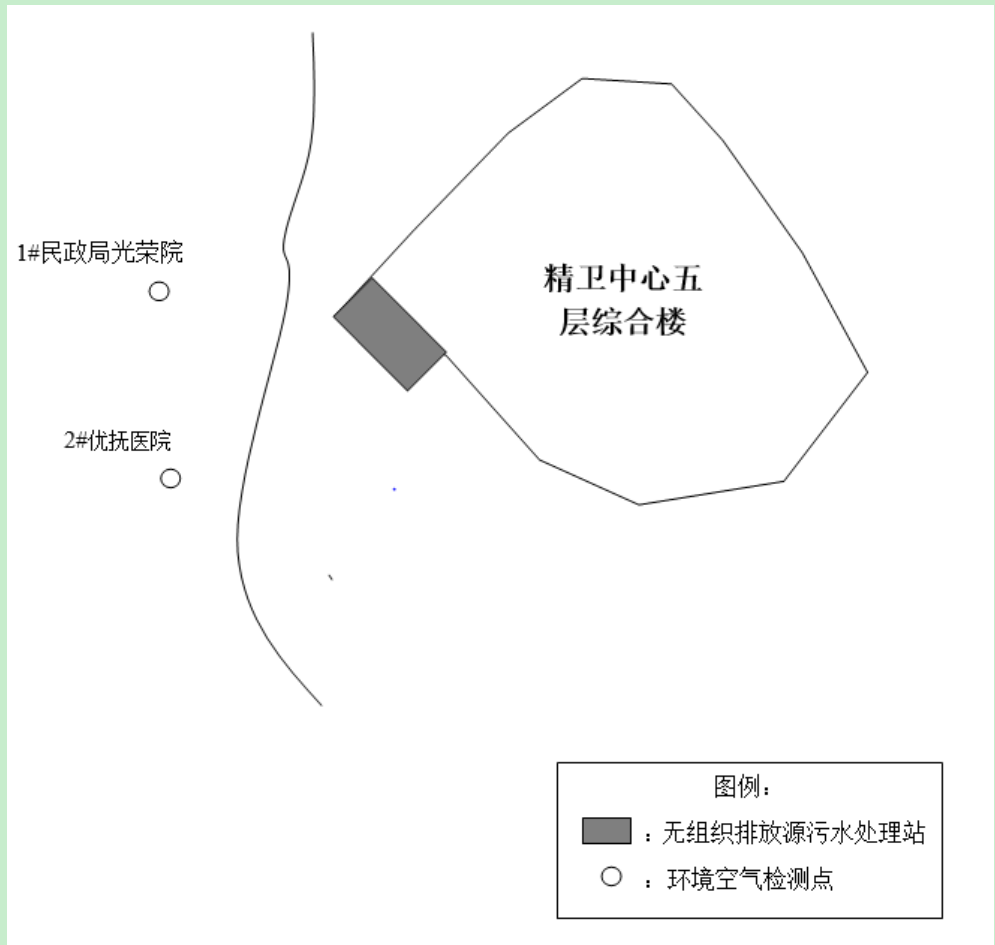 1#民政局光荣院
精卫中心五
层综合楼
2#优抚医院
图例：
：无组织排放源污水处理站
：环境空气检测点